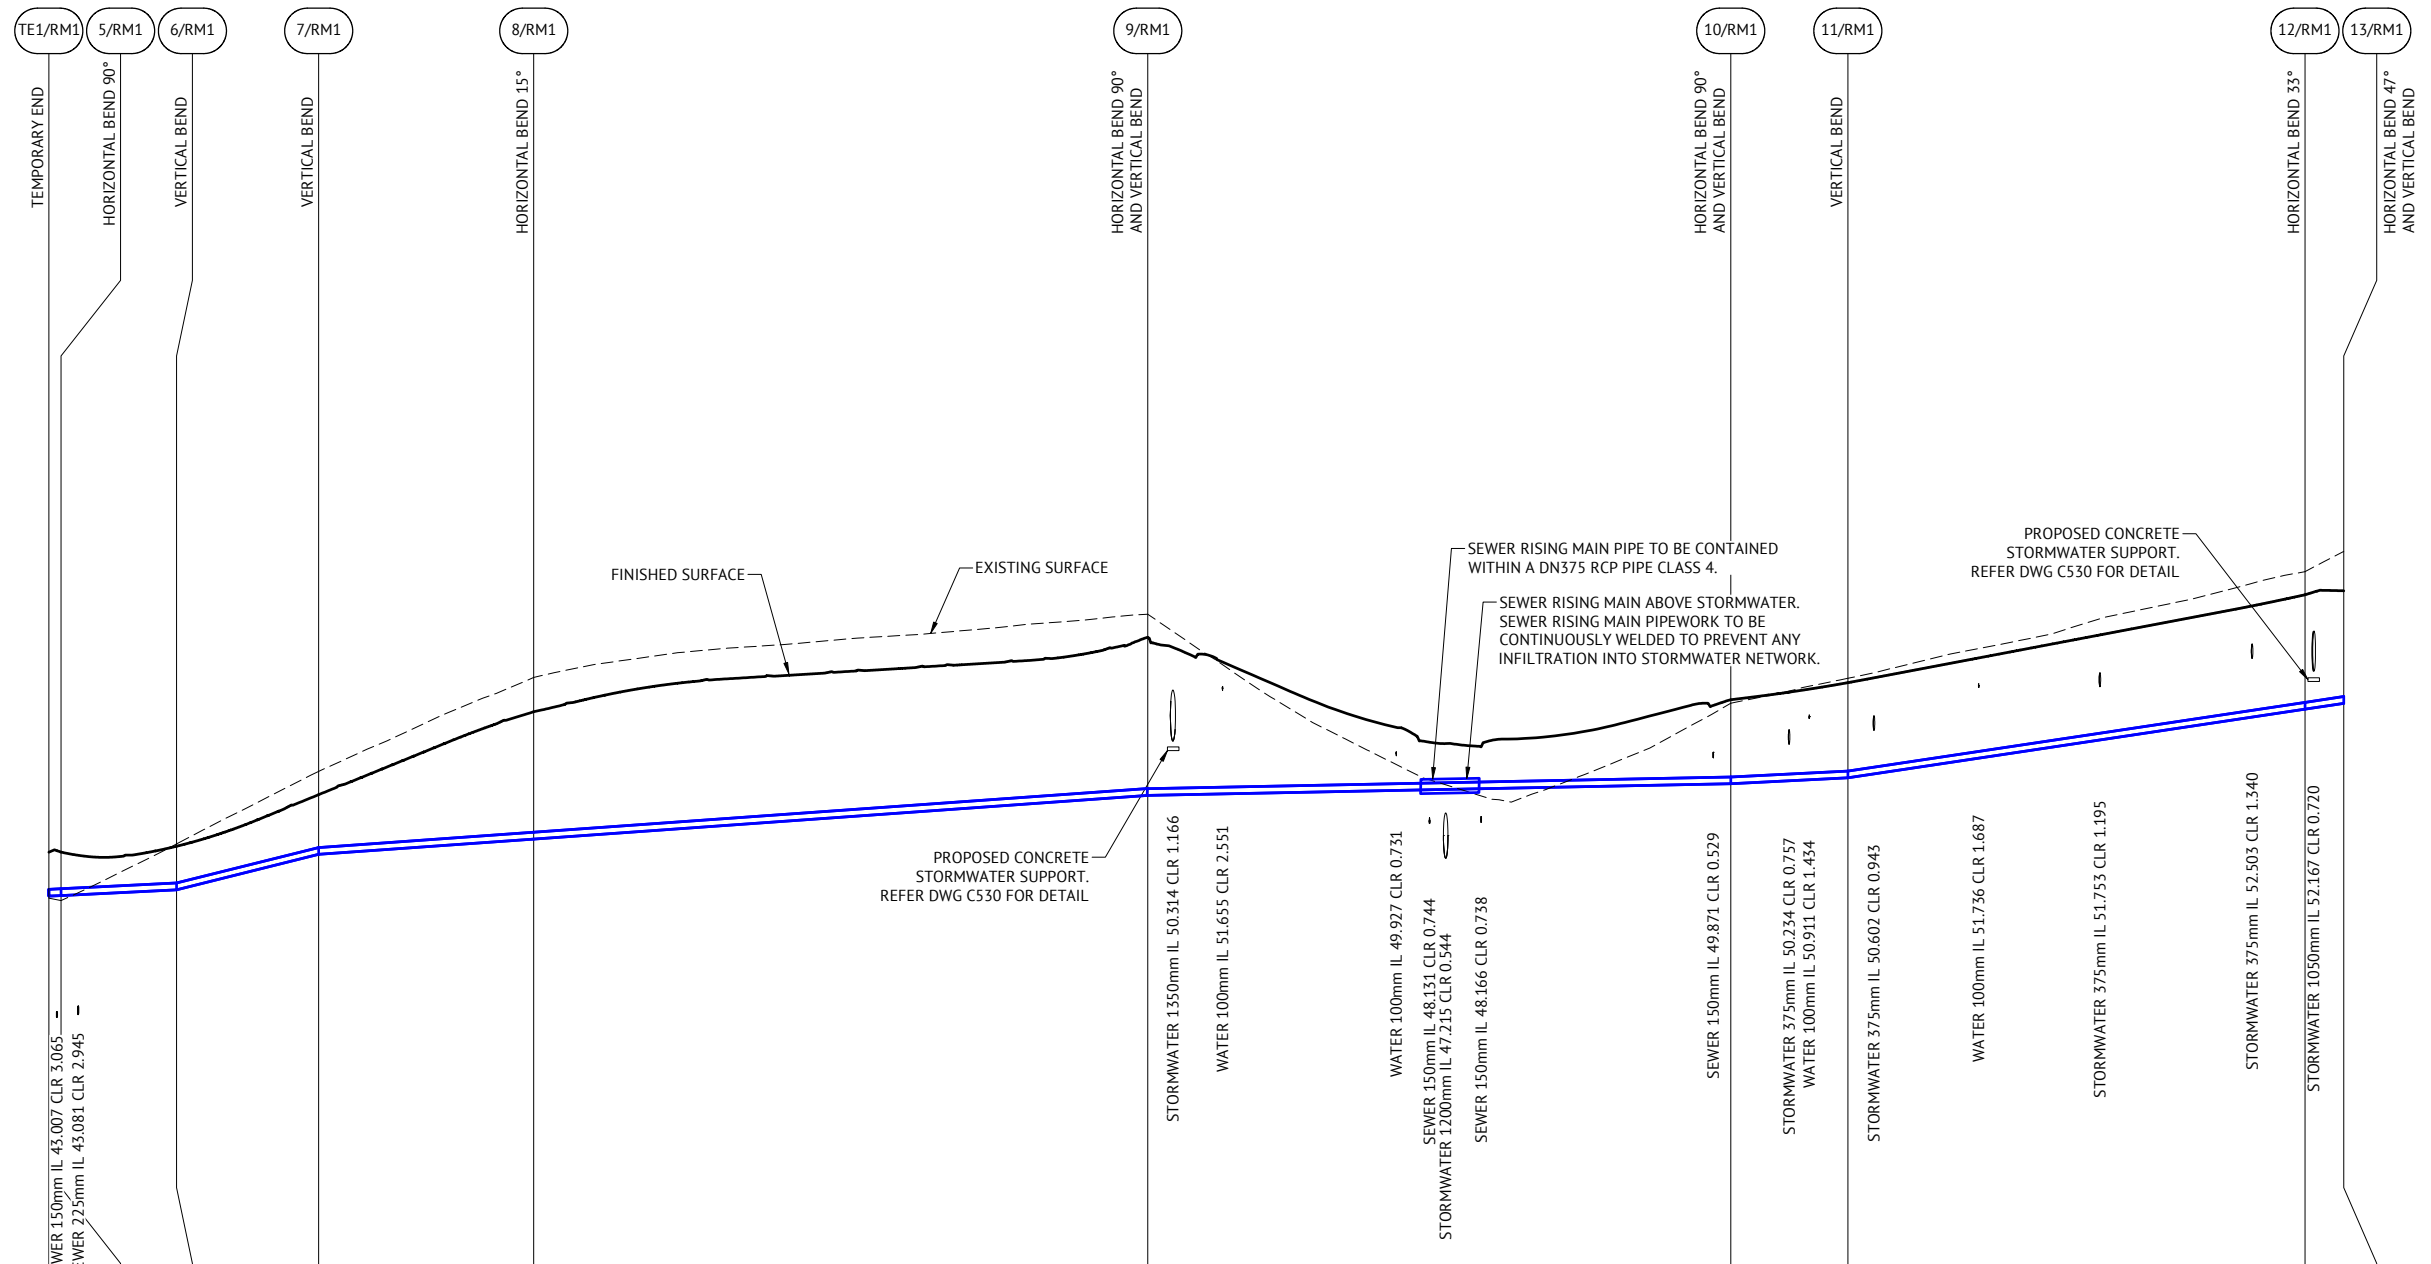 TE1/RM1
5/RM1
6/RM1
7/RM1
8/RM1
9/RM1
10/RM1
11/RM1
12/RM1
13/RM1
TEMPORARY END
HORIZONTAL BEND 90°
VERTICAL BEND
VERTICAL BEND
HORIZONTAL BEND 15°
HORIZONTAL BEND 90°
AND VERTICAL BEND
HORIZONTAL BEND 90°
AND VERTICAL BEND
VERTICAL BEND
HORIZONTAL BEND 33°
HORIZONTAL BEND 47°
AND VERTICAL BEND
FINISHED SURFACE
EXISTING SURFACE
SEWER RISING MAIN PIPE TO BE CONTAINED
WITHIN A DN375 RCP PIPE CLASS 4.
SEWER RISING MAIN ABOVE STORMWATER.
SEWER RISING MAIN PIPEWORK TO BE
CONTINUOUSLY WELDED TO PREVENT ANY
INFILTRATION INTO STORMWATER NETWORK.
PROPOSED CONCRETE
STORMWATER SUPPORT.
REFER DWG C530 FOR DETAIL
PROPOSED CONCRETE
STORMWATER SUPPORT.
REFER DWG C530 FOR DETAIL
WER 150mm IL 43.007 CLR 3.065
EWER 225mm IL 43.081 CLR 2.945
STORMWATER 1350mm IL 50.314 CLR 1.166
WATER 100mm IL 51.655 CLR 2.551
WATER 100mm IL 49.927 CLR 0.731
SEWER 150mm IL 48.131 CLR 0.744
STORMWATER 1200mm IL 47.215 CLR 0.544
SEWER 150mm IL 48.166 CLR 0.738
SEWER 150mm IL 49.871 CLR 0.529
STORMWATER 375mm IL 50.234 CLR 0.757
WATER 100mm IL 50.911 CLR 1.434
STORMWATER 375mm IL 50.602 CLR 0.943
WATER 100mm IL 51.736 CLR 1.687
STORMWATER 375mm IL 51.753 CLR 1.195
STORMWATER 375mm IL 52.503 CLR 1.340
STORMWATER 1050mm IL 52.167 CLR 0.720